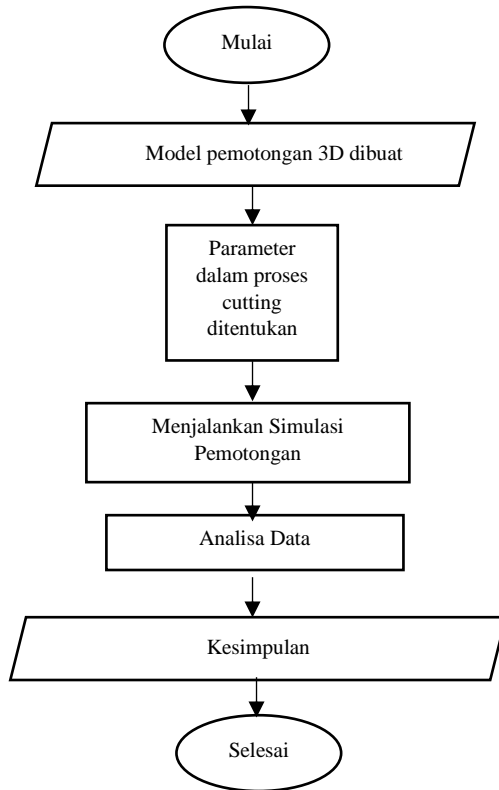 Mulai
Model pemotongan 3D dibuat
Parameter
dalam proses
cutting
ditentukan
Menjalankan Simulasi
Pemotongan
Analisa Data
Kesimpulan
Selesai